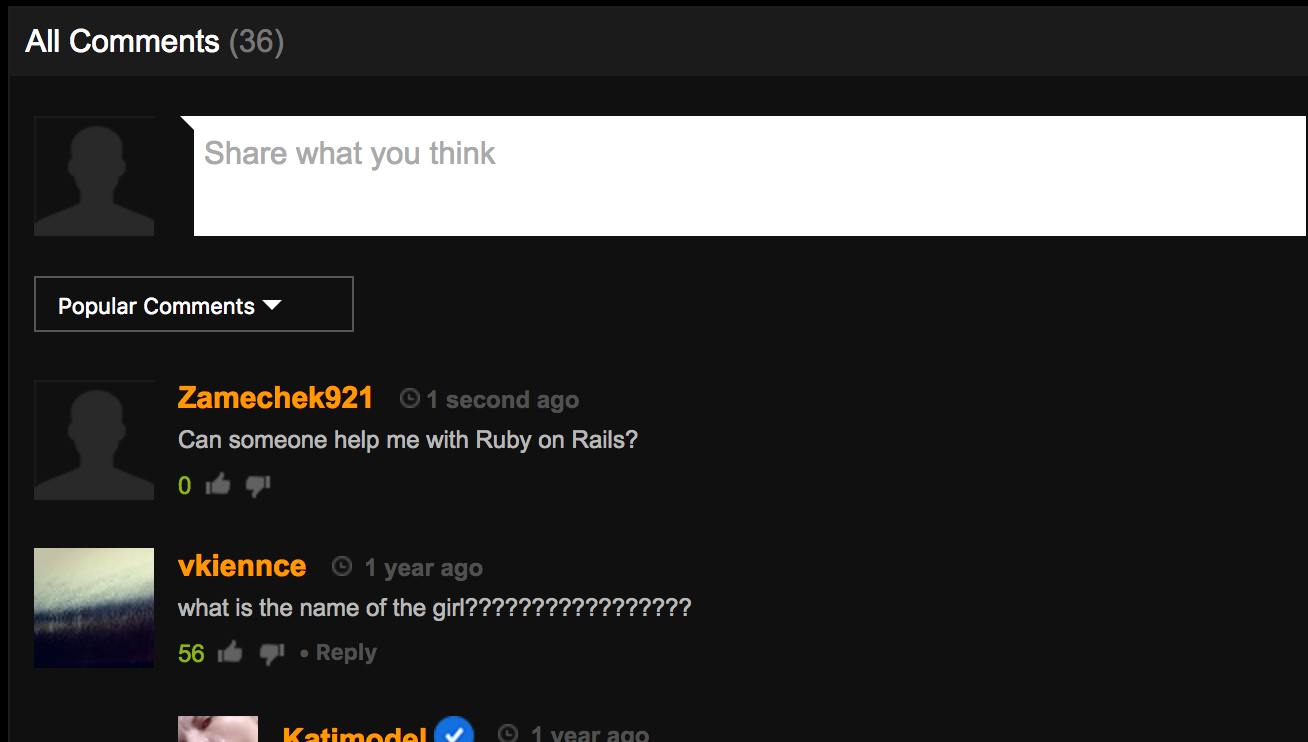 All Comments (36)
Share what you think
Popular Comments
Zamechek921 1 second ago
Can someone help me with Ruby on Rails?
0
vkiennce 1 year ago
what is the name of the girl?????????????????
56 • Reply
Katimodel 1 year ago